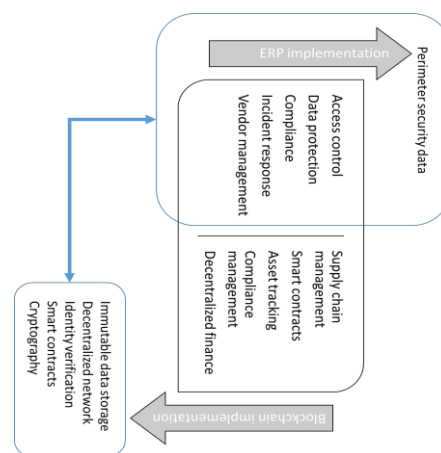 Perimeter security data
ERP implementation
Access control
Data protection
Compliance
Incident response
Vendor management
Supply chain
management
Smart contracts
Asset tracking
Compliance
management
Decentralized finance
Blockchain implementation
Immutable data storage
Decentralized network
Identity verification
Smart contracts
Cryptography